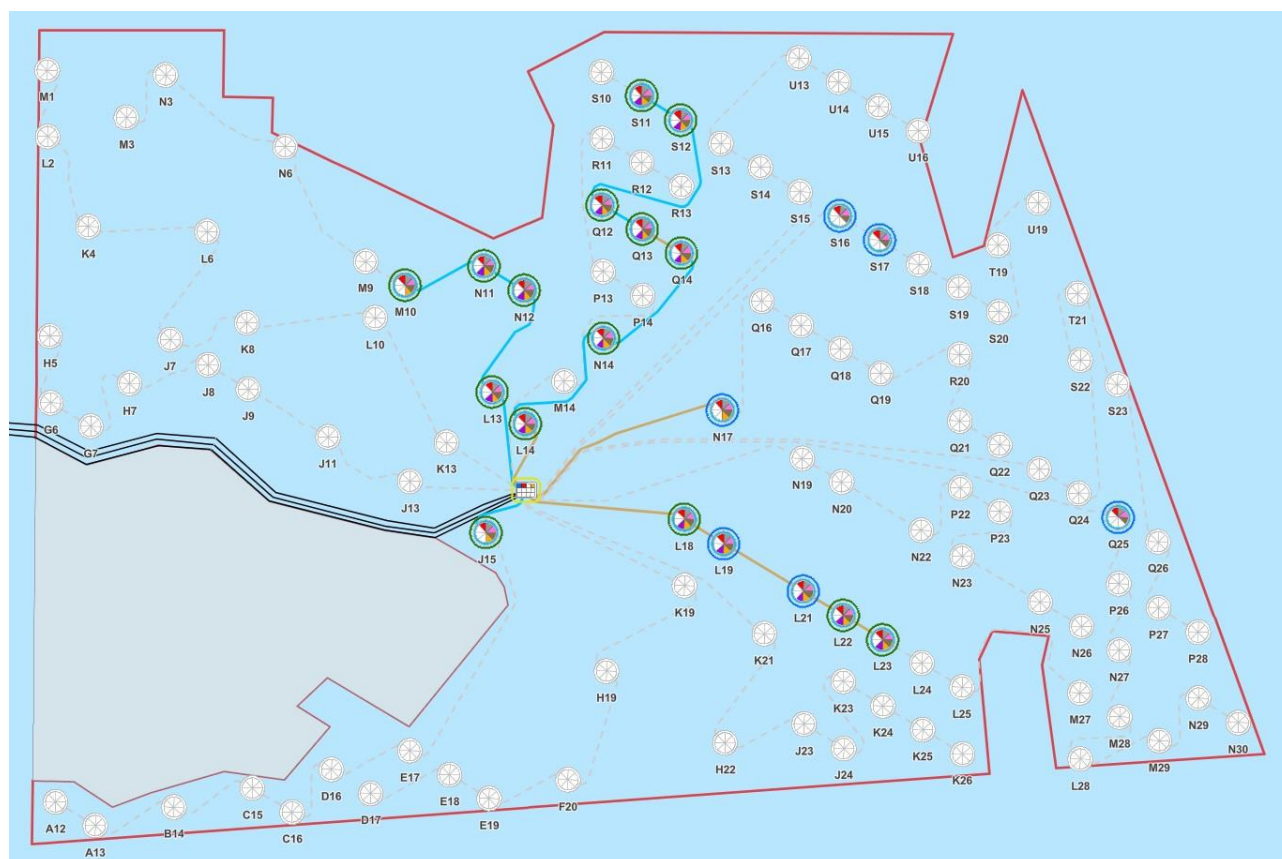 M1
N3
M3
L2
N6
K4
L6
M9
M10
N11
N12
H5
J7
K8
L10
G6
G7
H7
J8
J9
J11
J13
K13
L13
L14
M14
N14
J15
S10
S11
S12
R11
R12
R13
Q12
Q13
Q14
P13
P14
U13
U14
U15
U16
S13
S14
S15
S16
S17
S18
S19
S20
T19
U19
Q16
Q17
Q18
Q19
R20
Q21
Q22
Q23
Q24
Q25
Q26
T21
S22
S23
N17
N19
N20
N22
P22
P23
N23
N25
N26
P26
P27
P28
N27
M27
M28
L28
M29
N29
N30
L18
L19
L21
L22
L23
L24
L25
K19
K21
K23
K24
K25
K26
H19
H22
J23
J24
A12
A13
B14
C15
C16
D16
D17
E17
E18
E19
F20